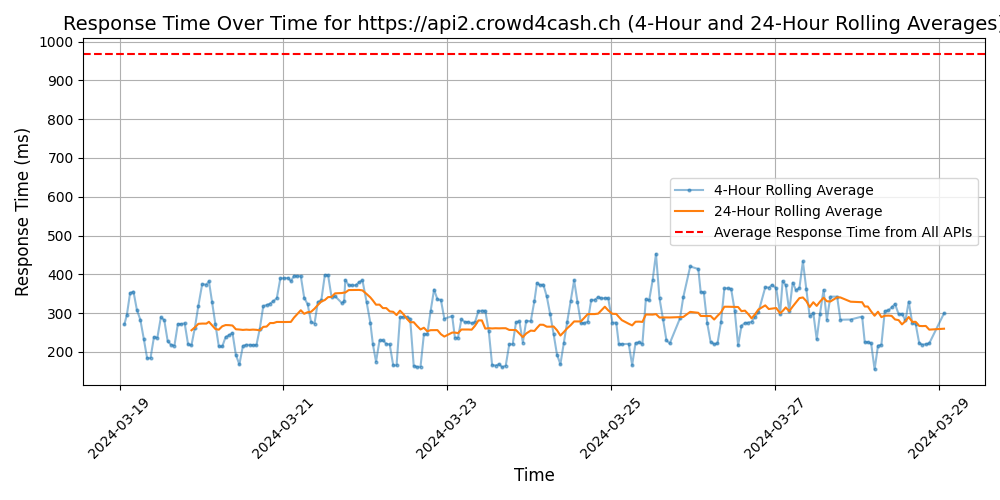 Response Time Over Time for https://api2.crowd4cash.ch (4-Hour and 24-Hour Rolling Averages)
Response Time (ms)
1000
900
800
700
600
500
400
300
200
4-Hour Rolling Average
24-Hour Rolling Average
Average Response Time from All APIs
2024-03-19
2024-03-21
2024-03-23
2024-03-25
2024-03-27
2024-03-29
Time